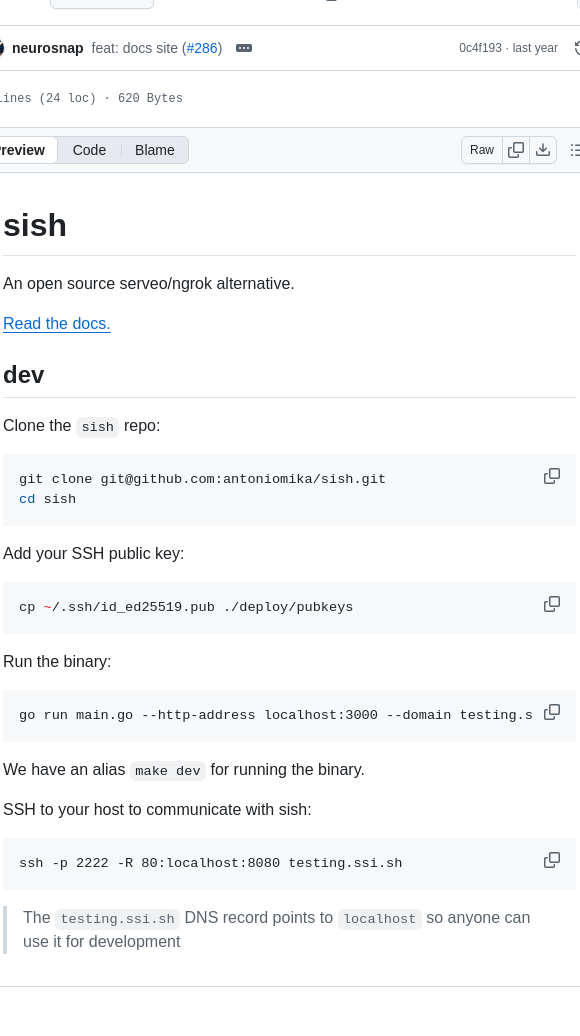 neurosnap feat: docs site (#286) 0c4f193 · last year
(24 loc) · 620 Bytes
Code Blame Raw
sish
An open source serveo/ngrok alternative.
Read the docs.
dev
Clone the sish repo:
git clone git@github.com:antoniomika/sish.git
cd sish
Add your SSH public key:
cp ~/.ssh/id_ed25519.pub ./deploy/pubkeys
Run the binary:
go run main.go --http-address localhost:3000 --domain testing.s
We have an alias make dev for running the binary.
SSH to your host to communicate with sish:
ssh -p 2222 -R 80:localhost:8080 testing.ssi.sh
The testing.ssi.sh DNS record points to localhost so anyone can
use it for development